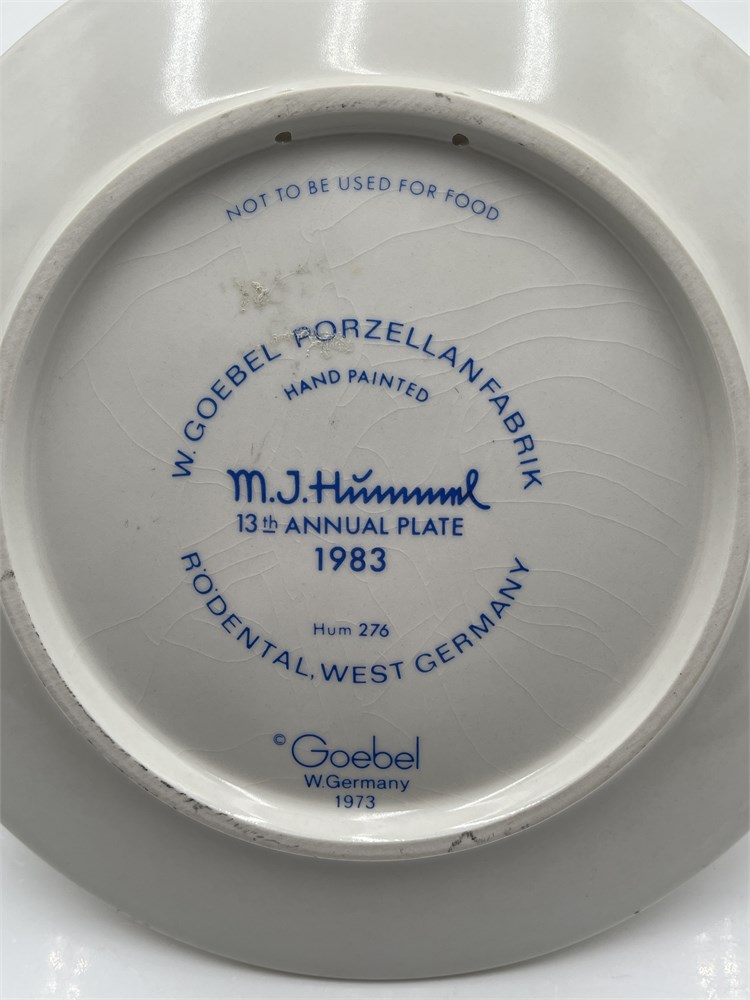 NOT TO BE USED FOR FOOD
W. GOEBEL PORZELLANFABRIK
HAND PAINTED
M.J.Hummel
13th ANNUAL PLATE
1983
Hum 276
RÖDENTAL, WEST GERMANY
© Goebel
W.Germany
1973